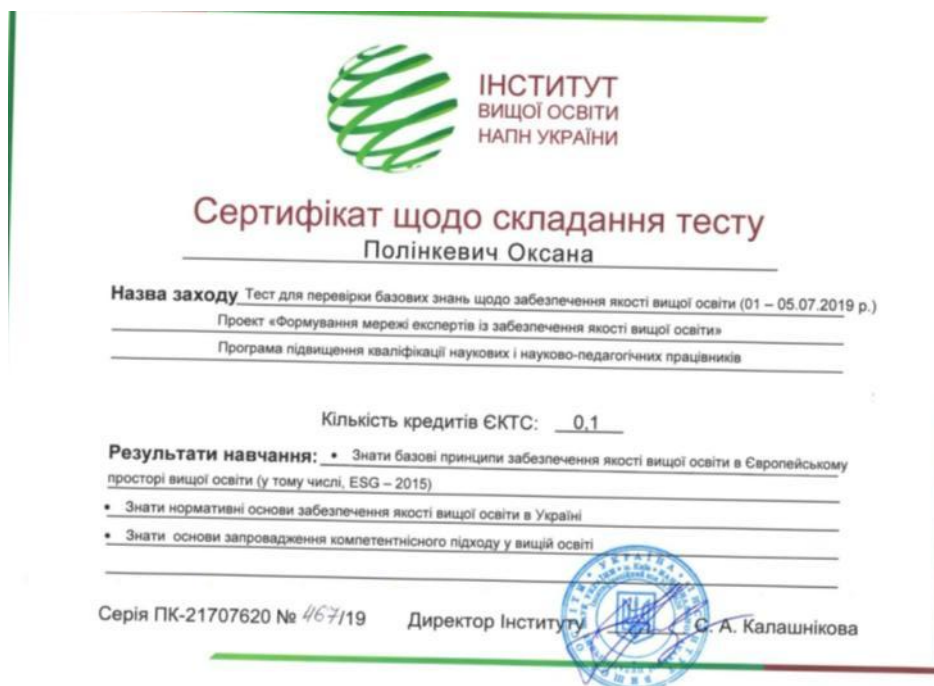 ІНСТИТУТ
ВИЩОЇ ОСВІТИ
НАПН УКРАЇНИ
Сертифікат щодо складання тесту
Полінкевич Оксана
Назва заходу Тест для перевірки базових знань щодо забезпечення якості вищої освіти (01 – 05.07.2019 р.)
Проект «Формування мережі експертів із забезпечення якості вищої освіти»
Програма підвищення кваліфікації наукових і науково-педагогічних працівників
Кількість кредитів ЄКТС: 0,1
Результати навчання: • Знати базові принципи забезпечення якості вищої освіти в Європейському
просторі вищої освіти (у тому числі, ESG – 2015)
• Знати нормативні основи забезпечення якості вищої освіти в Україні
• Знати основи запровадження компетентнісного підходу у вищій освіті
Серія ПК-21707620 № 467/19 Директор Інституту С. А. Калашнікова
УКРАЇНА